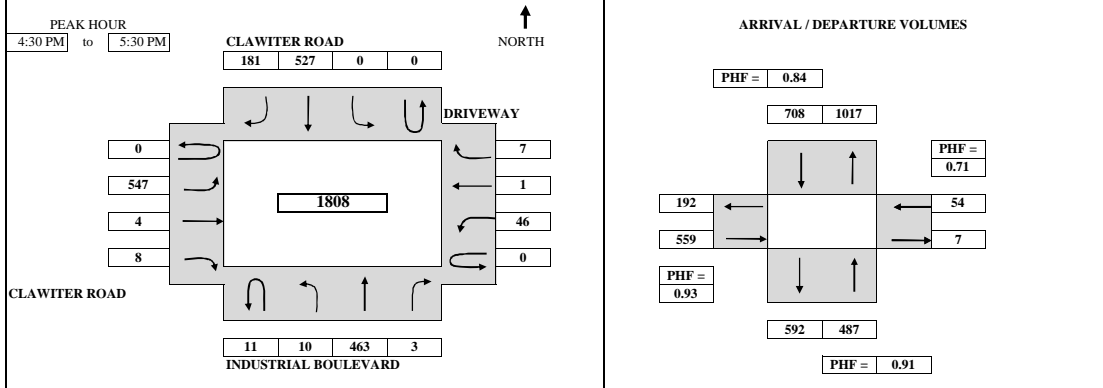 PEAK HOUR
4:30 PM to 5:30 PM
NORTH
CLAWITER ROAD
181 527 0 0
DRIVEWAY
0 7
547 1
1808
4 46
8 0
CLAWITER ROAD
11 10 463 3
INDUSTRIAL BOULEVARD
ARRIVAL / DEPARTURE VOLUMES
PHF = 0.84
708 1017
PHF =
0.71
192 54
559 7
PHF =
0.93
592 487
PHF = 0.91